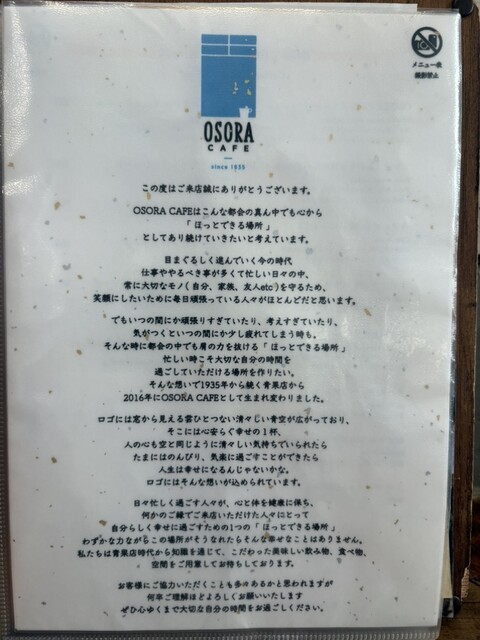 メニュー表
撮影禁止
OSORA
CAFE
since 1935
この度はご来店誠にありがとうございます。
OSORA CAFEはこんな都会の真ん中でも心から
「 ほっとできる場所 」
としてあり続けていきたいと考えています。
目まぐるしく進んでいく今の時代
仕事ややるべき事が多くて忙しい日々の中、
常に大切なモノ( 自分、家族、友人etc )を守るため、
笑顔にしたいために毎日頑張っている人々がほとんどだと思います。
でもいつの間にか頑張りすぎていたり、考えすぎていたり、
気がつくといつの間にか少し疲れてしまう時も。
そんな時に都会の中でも肩の力を抜ける「 ほっとできる場所 」
忙しい時こそ大切な自分の時間を
過ごしていただける場所を作りたい。
そんな想いで1935年から続く青果店から
2016年にOSORA CAFEとして生まれ変わりました。
ロゴには窓から見える雲ひとつない清々しい青空が広がっており、
そこには心安らぐ幸せの1杯、
人の心も空と同じように清々しい気持ちでいられたら
たまにはのんびり、気楽に過ごすことができたら
人生は幸せになるんじゃないかな。
ロゴにはそんな想いが込められています。
日々忙しく過ごす人々が、心と体を健康に保ち、
何かのご縁でご来店いただけた人々にとって
自分らしく幸せに過ごすための1つの「 ほっとできる場所 」
わずかな力ながらこの場所がそうなれたらそんな幸せなことはありません。
私たちは青果店時代から知識を通じて、こだわった美味しい飲み物、食べ物、
空間をご用意してお待ちしております。
お客様にご協力いただくことも多々あるかと思われますが
何卒ご理解ほどよろしくお願いいたします
ぜひ心ゆくまで大切な自分の時間をお過ごしください。